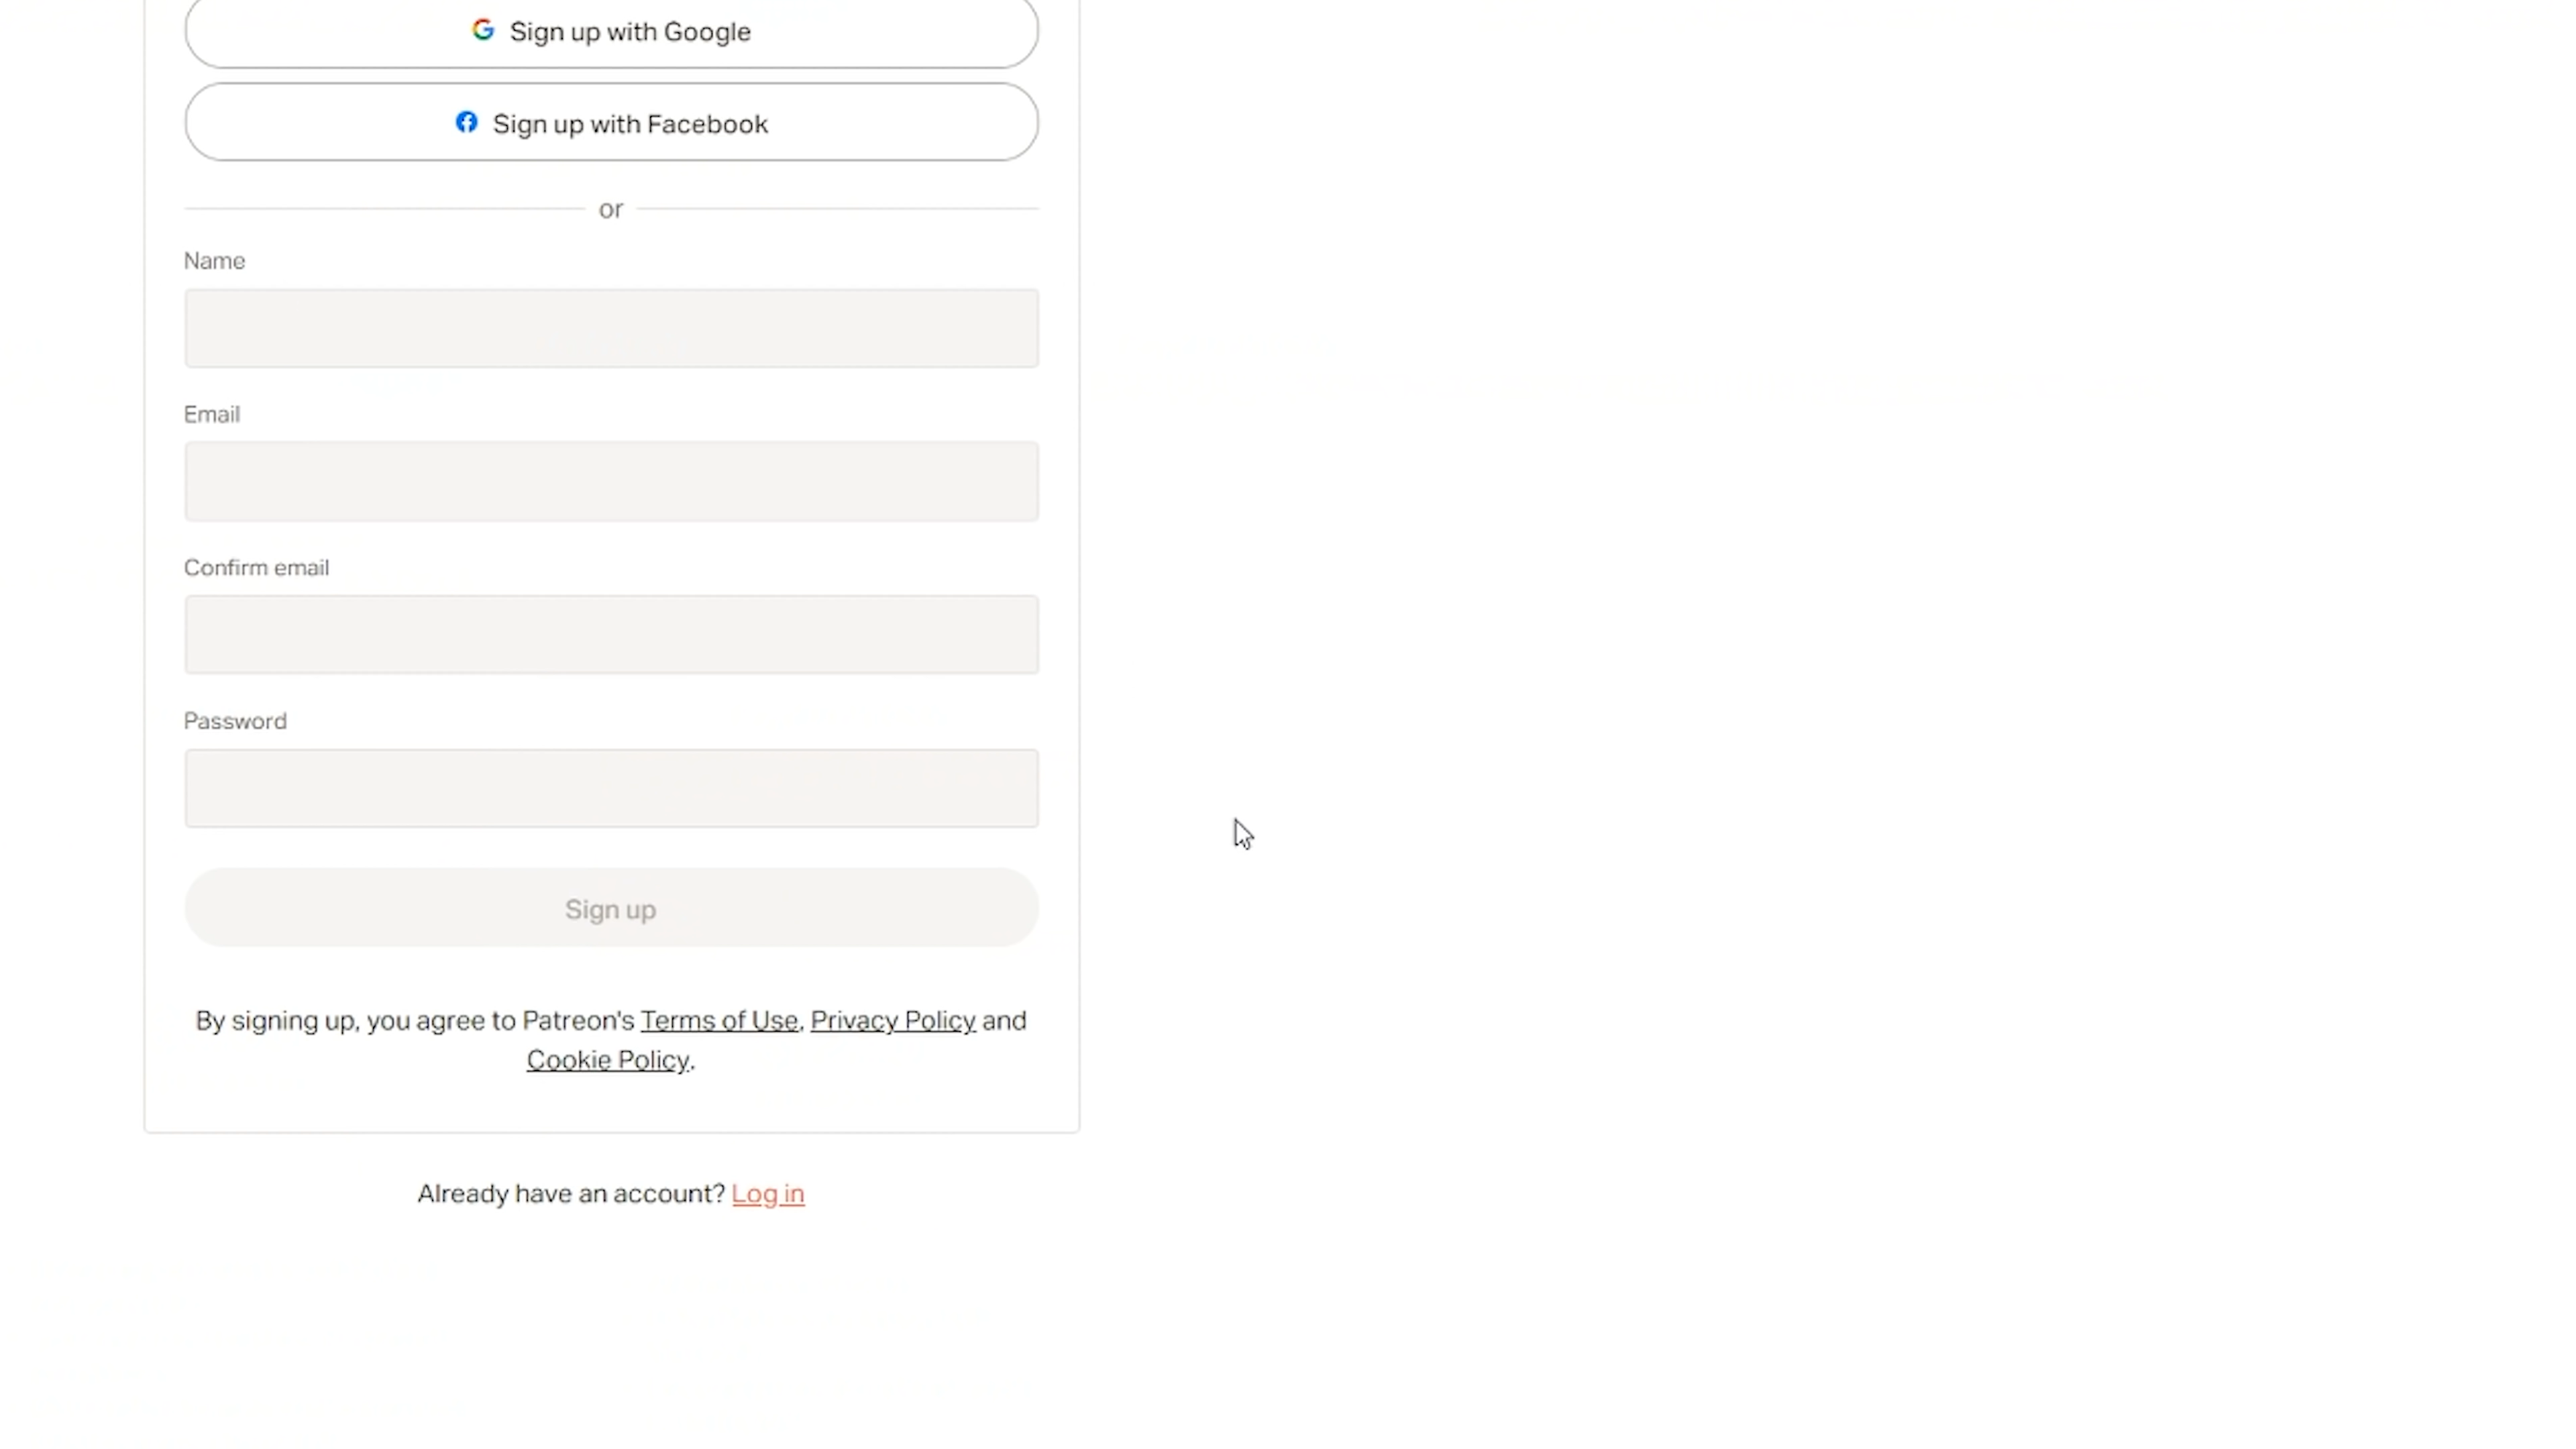 Sign up with Google
Sign up with Facebook
or
Name
Email
Confirm email
Password
Sign up
By signing up, you agree to Patreon's Terms of Use, Privacy Policy and
Cookie Policy.
Already have an account? Log in